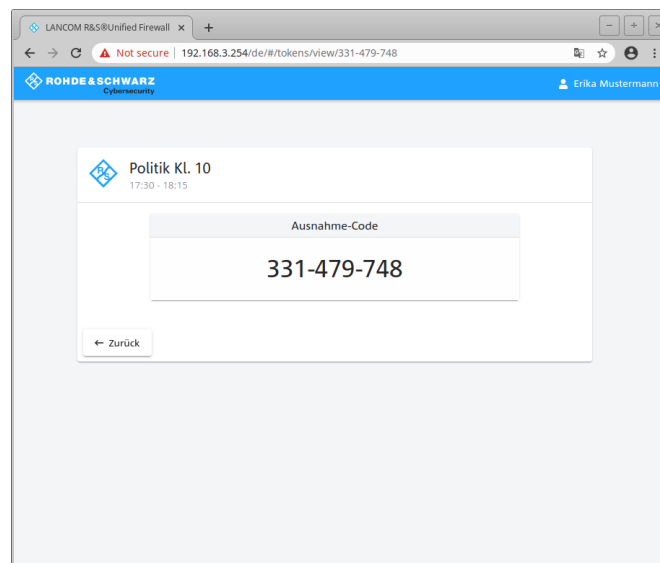 LANCOM R&S®Unified Firewall
Not secure | 192.168.3.254/de/#/tokens/view/331-479-748
ROHDE&SCHWARZ
Cybersecurity
Erika Mustermann
R S
Politik Kl. 10
17:30 - 18:15
Ausnahme-Code
331-479-748
← Zurück